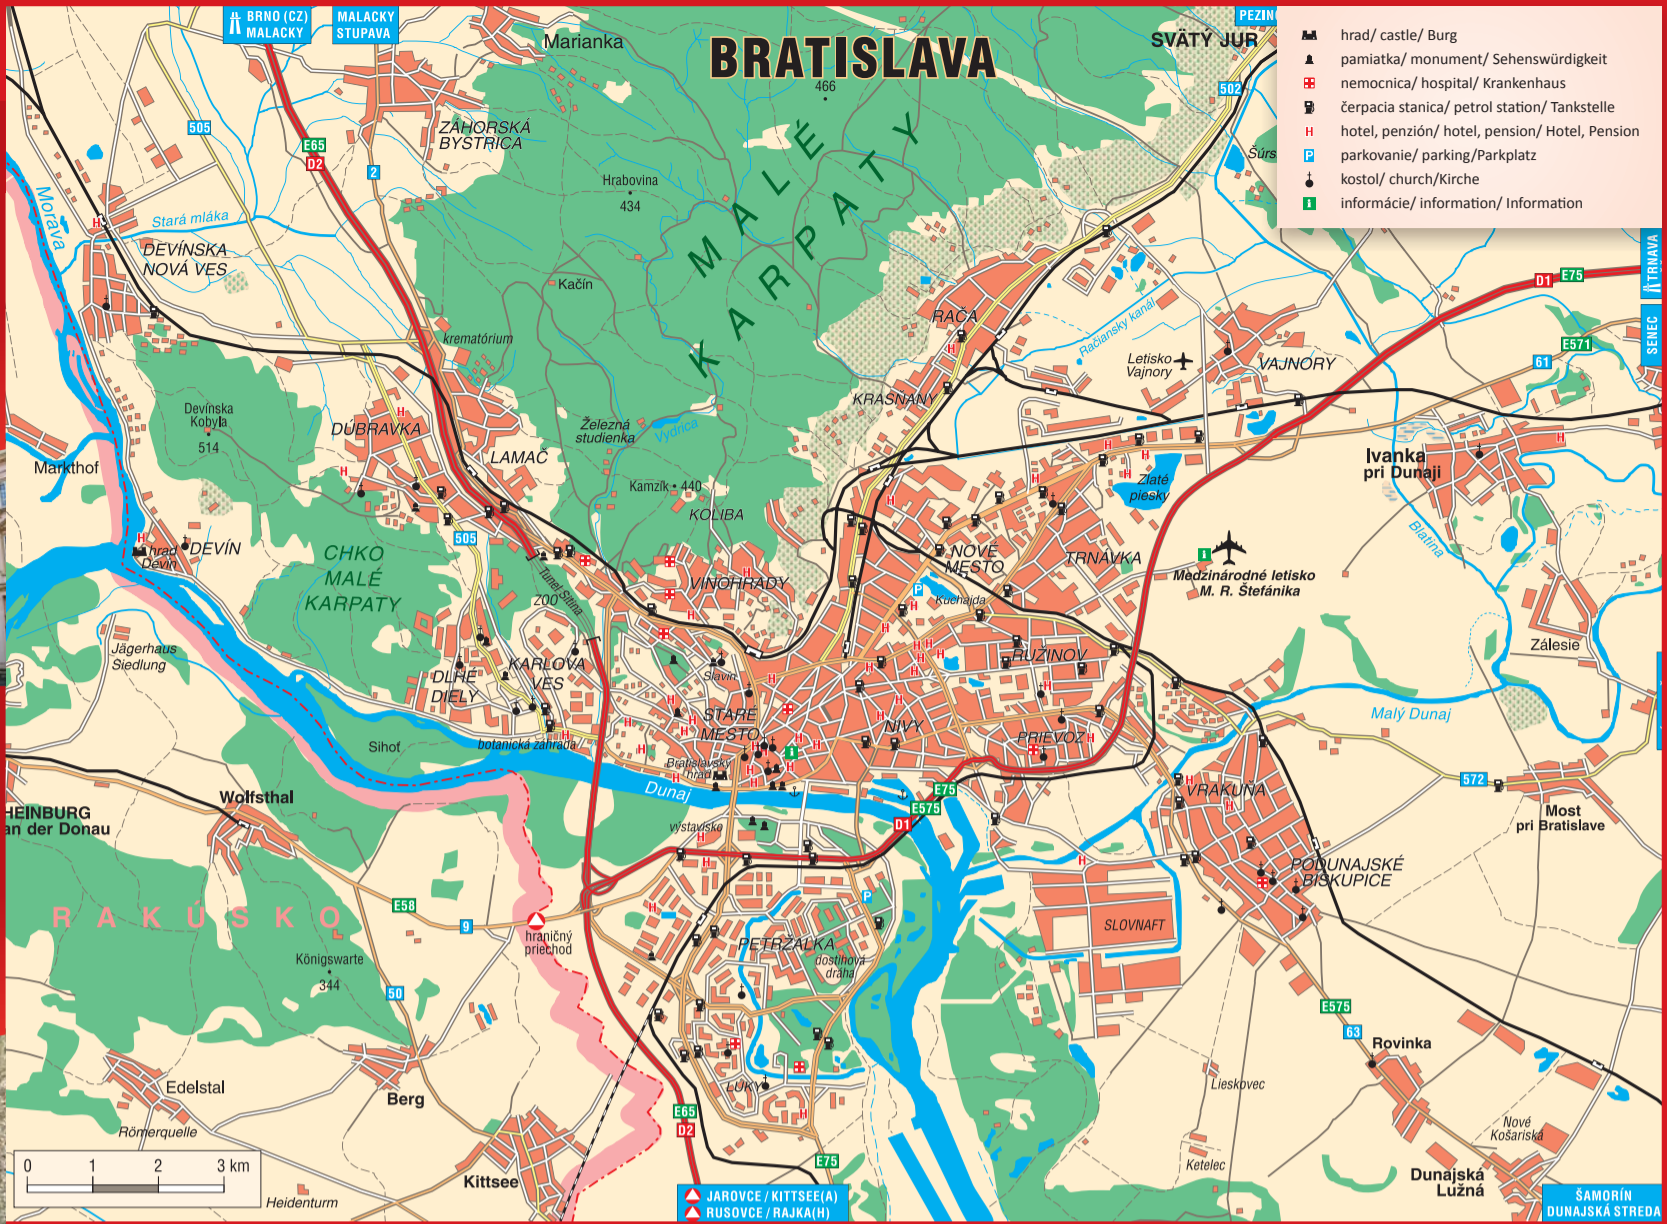 BRNO (CZ)
MALACKY
MALACKY
STUPAVA
Marianka
BRATISLAVA
466
SVÄTÝ JUR
hrad/ castle/ Burg
pamiatka/ monument/ Sehenswürdigkeit
nemocnica/ hospital/ Krankenhaus
čerpacia stanica/ petrol station/ Tankstelle
H hotel, penzión/ hotel, pension/ Hotel, Pension
P parkovanie/ parking/Parkplatz
kostol/ church/Kirche
i informácie/ information/ Information
502
505
E65
D2
2
ZÁHORSKÁ
BYSTRICA
Hrabovina
434
MALÉ
KARPATY
Morava
Stará mláka
DEVÍNSKA
NOVÁ VES
Kačín
krematórium
RAČA
Račiansky kanál
Letisko
Vajnory
VAJNORY
D1
E75
TRNAVA
SENEC
E571
61
Devínska
Kobyla
514
DÚBRAVKA
LAMAČ
Železná
studienka
Vydrica
KRASŇANY
Markthof
Kamzík 440
KOLIBA
Zlaté
piesky
Ivanka
pri Dunaji
Blatina
hrad
Devín
DEVÍN
505
CHKO
MALÉ
KARPATY
Tunel Sitina
ZOO
VINOHRADY
NOVÉ
MESTO
Kuchajda
TRNÁVKA
Medzinárodné letisko
M. R. Štefánika
Zálesie
Jägerhaus
Siedlung
DLHÉ
DIELY
KARLOVA
VES
Slavín
RUŽINOV
STARÉ
MESTO
NIVY
PRIEVOZ
Malý Dunaj
Sihoť
botanická záhrada
Bratislavský
hrad
Dunaj
572
Most
pri Bratislave
Wolfsthal
HEINBURG
an der Donau
výstavisko
E75
E575
D1
VRAKUŇA
PODUNAJSKÉ
BISKUPICE
RAKÚSKO
E58
9
hraničný
priechod
PETRŽALKA
dostihová
dráha
SLOVNAFT
Königswarte
344
50
E575
63
Rovinka
Edelstal
Berg
LÚKY
Lieskovec
Römerquelle
E65
D2
E75
Nové
Košariská
Ketelec
0 1 2 3 km
Kittsee
Heidenturm
JAROVCE / KITTSEE(A)
RUSOVCE / RAJKA(H)
Dunajská
Lužná
ŠAMORÍN
DUNAJSKÁ STREDA